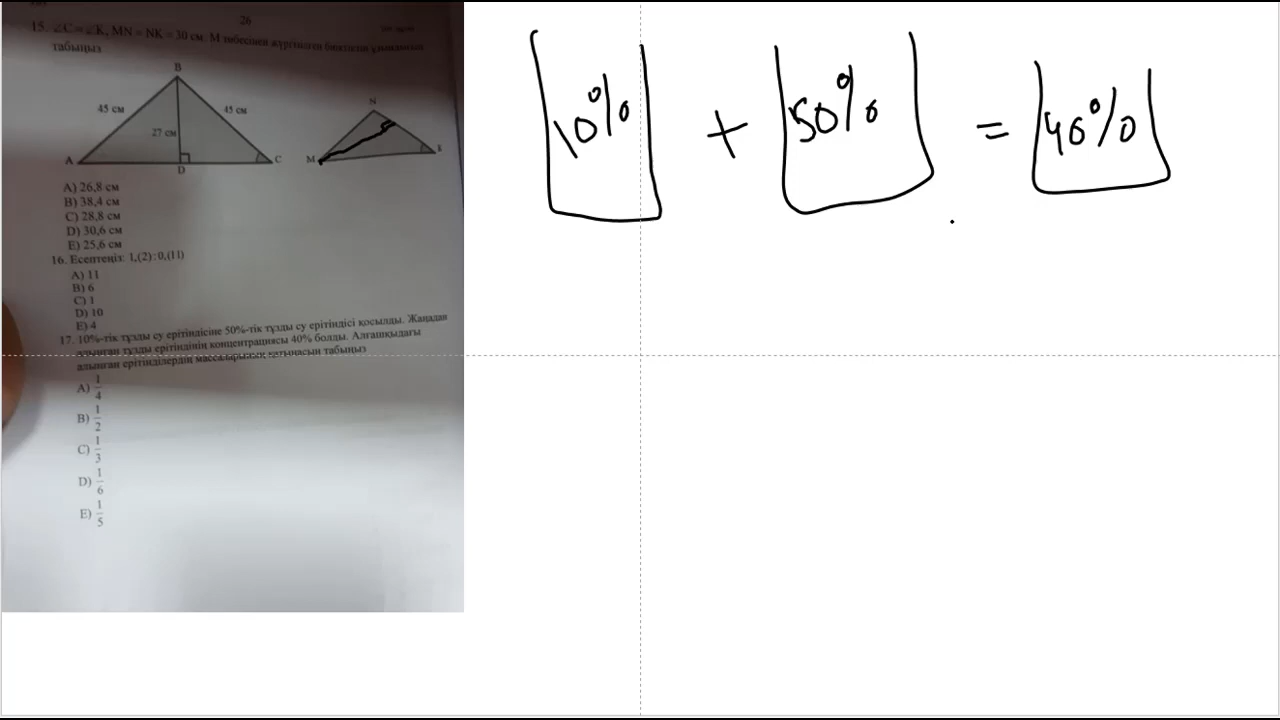 26
15. ∠C = ∠K, MN = NK = 30 см. М төбесінен жүргізілген биіктіктің ұзындығын
табыңыз
B
45 см
45 см
27 см
A
D
C
N
M
K
A) 26,8 см
B) 38,4 см
C) 28,8 см
D) 30,6 см
E) 25,6 см
16. Есептеңіз: 1,(2) : 0,(11)
A) 11
B) 6
C) 1
D) 10
E) 4
17. 10%-тік тұзды су ерітіндісіне 50%-тік тұзды су ерітіндісі қосылды. Жаңадан
алынған тұзды ерітіндінің концентрациясы 40% болды. Алғашқыдағы
алынған ерітінділердің массаларының қатынасын табыңыз
A) 1/4
B) 1/2
C) 1/3
D) 1/6
E) 1/5
10% + 50% = 40%